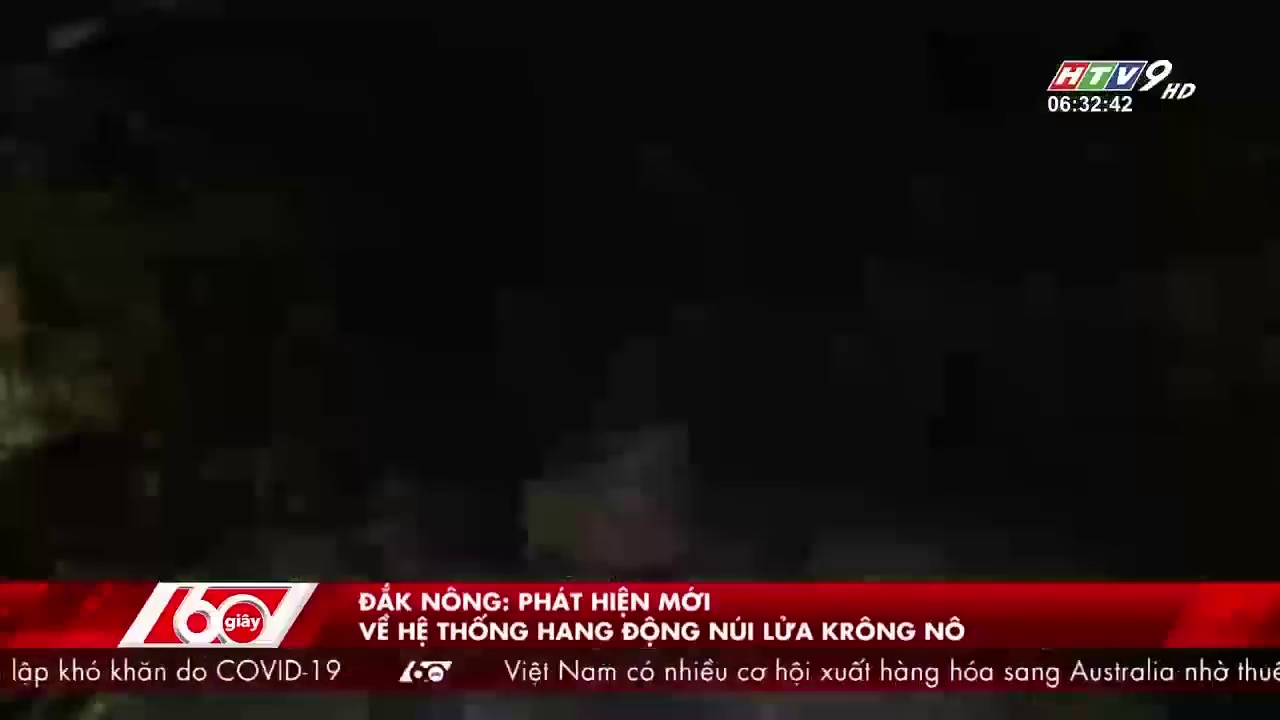 HTV9 HD
06:32:42
60 giây
ĐẮK NÔNG: PHÁT HIỆN MỚI
VỀ HỆ THỐNG HANG ĐỘNG NÚI LỬA KRÔNG NÔ
lập khó khăn do COVID-19 60 giây Việt Nam có nhiều cơ hội xuất hàng hóa sang Australia nhờ thuế